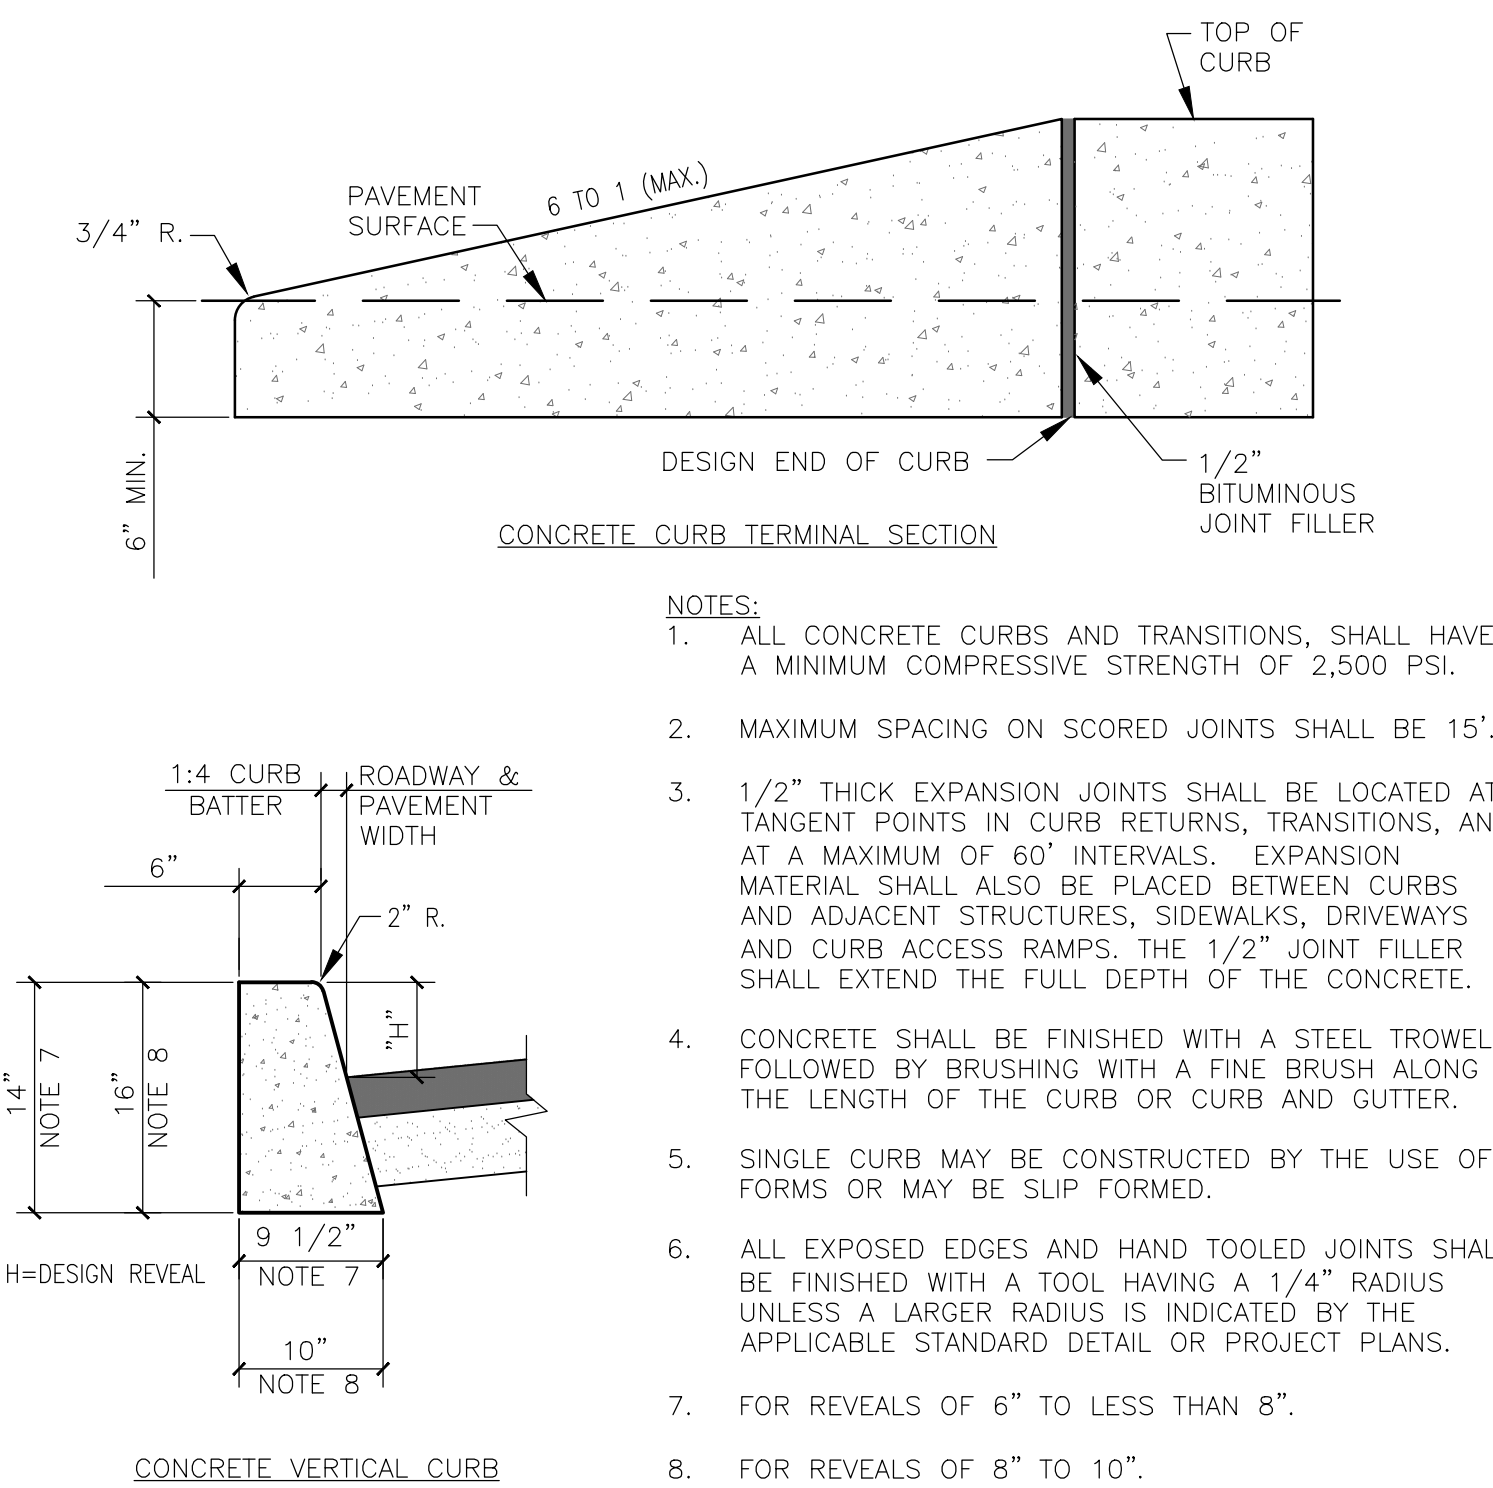 TOP OF
CURB
PAVEMENT
SURFACE
6 TO 1 (MAX.)
3/4" R.
6" MIN.
DESIGN END OF CURB
1/2"
BITUMINOUS
JOINT FILLER
CONCRETE CURB TERMINAL SECTION
NOTES:
1. ALL CONCRETE CURBS AND TRANSITIONS, SHALL HAVE
A MINIMUM COMPRESSIVE STRENGTH OF 2,500 PSI.
2. MAXIMUM SPACING ON SCORED JOINTS SHALL BE 15'.
3. 1/2" THICK EXPANSION JOINTS SHALL BE LOCATED AT
TANGENT POINTS IN CURB RETURNS, TRANSITIONS, AN
AT A MAXIMUM OF 60' INTERVALS. EXPANSION
MATERIAL SHALL ALSO BE PLACED BETWEEN CURBS
AND ADJACENT STRUCTURES, SIDEWALKS, DRIVEWAYS
AND CURB ACCESS RAMPS. THE 1/2" JOINT FILLER
SHALL EXTEND THE FULL DEPTH OF THE CONCRETE.
4. CONCRETE SHALL BE FINISHED WITH A STEEL TROWEL
FOLLOWED BY BRUSHING WITH A FINE BRUSH ALONG
THE LENGTH OF THE CURB OR CURB AND GUTTER.
5. SINGLE CURB MAY BE CONSTRUCTED BY THE USE OF
FORMS OR MAY BE SLIP FORMED.
6. ALL EXPOSED EDGES AND HAND TOOLED JOINTS SHAL
BE FINISHED WITH A TOOL HAVING A 1/4" RADIUS
UNLESS A LARGER RADIUS IS INDICATED BY THE
APPLICABLE STANDARD DETAIL OR PROJECT PLANS.
7. FOR REVEALS OF 6" TO LESS THAN 8".
8. FOR REVEALS OF 8" TO 10".
1:4 CURB
BATTER
ROADWAY &
PAVEMENT
WIDTH
6"
2" R.
"H"
14"
NOTE 7
16"
NOTE 8
9 1/2"
NOTE 7
H=DESIGN REVEAL
10"
NOTE 8
CONCRETE VERTICAL CURB